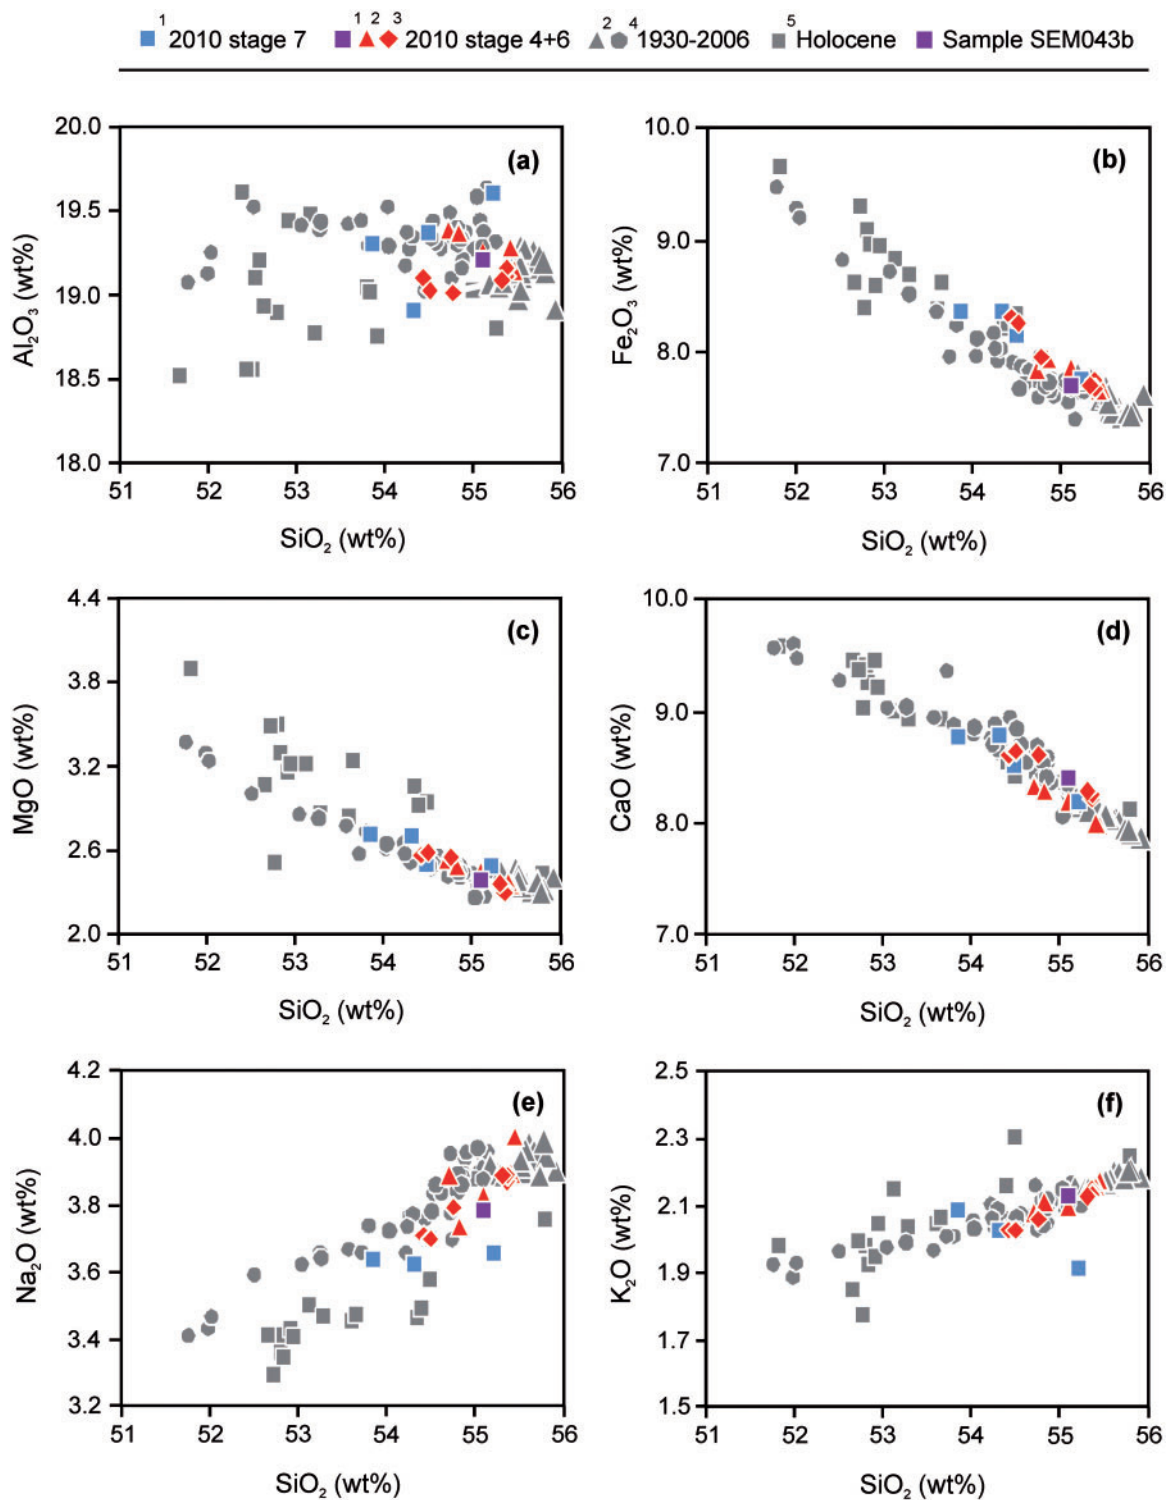 1 2010 stage 7 1 2 3 2010 stage 4+6 2 4 1930-2006 5 Holocene Sample SEM043b
20.0
19.5
19.0
18.5
18.0
Al₂O₃ (wt%)
(a)
51 52 53 54 55 56
SiO₂ (wt%)
10.0
9.0
8.0
7.0
Fe₂O₃ (wt%)
(b)
51 52 53 54 55 56
SiO₂ (wt%)
4.4
3.8
3.2
2.6
2.0
MgO (wt%)
(c)
51 52 53 54 55 56
SiO₂ (wt%)
10.0
9.0
8.0
7.0
CaO (wt%)
(d)
51 52 53 54 55 56
SiO₂ (wt%)
4.2
4.0
3.8
3.6
3.4
3.2
Na₂O (wt%)
(e)
51 52 53 54 55 56
SiO₂ (wt%)
2.5
2.3
2.1
1.9
1.7
1.5
K₂O (wt%)
(f)
51 52 53 54 55 56
SiO₂ (wt%)